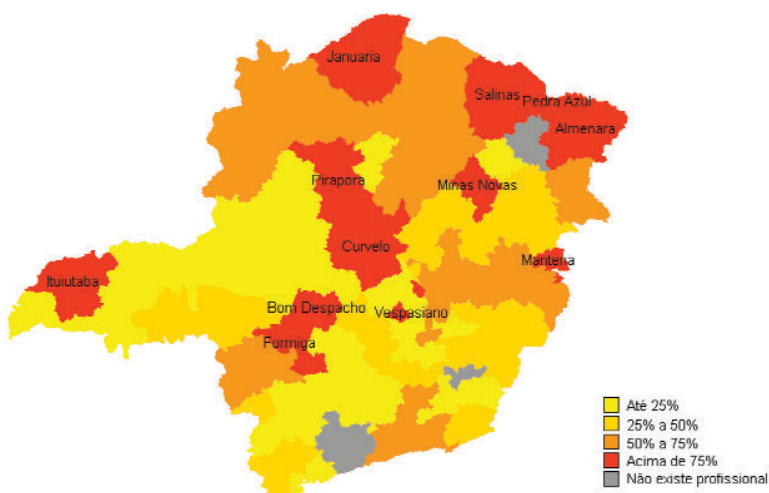 Januaria
Salinas
Pedra Azul
Almenara
Pirapora
Minas Novas
Curvelo
Mantena
Ituiutaba
Bom Despacho
Vespasiano
Formiga
Até 25%
25% a 50%
50% a 75%
Acima de 75%
Não existe profissional